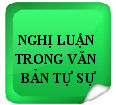 NGHỊ LUẬN
TRONG VĂN
BẢN TỰ SỰ